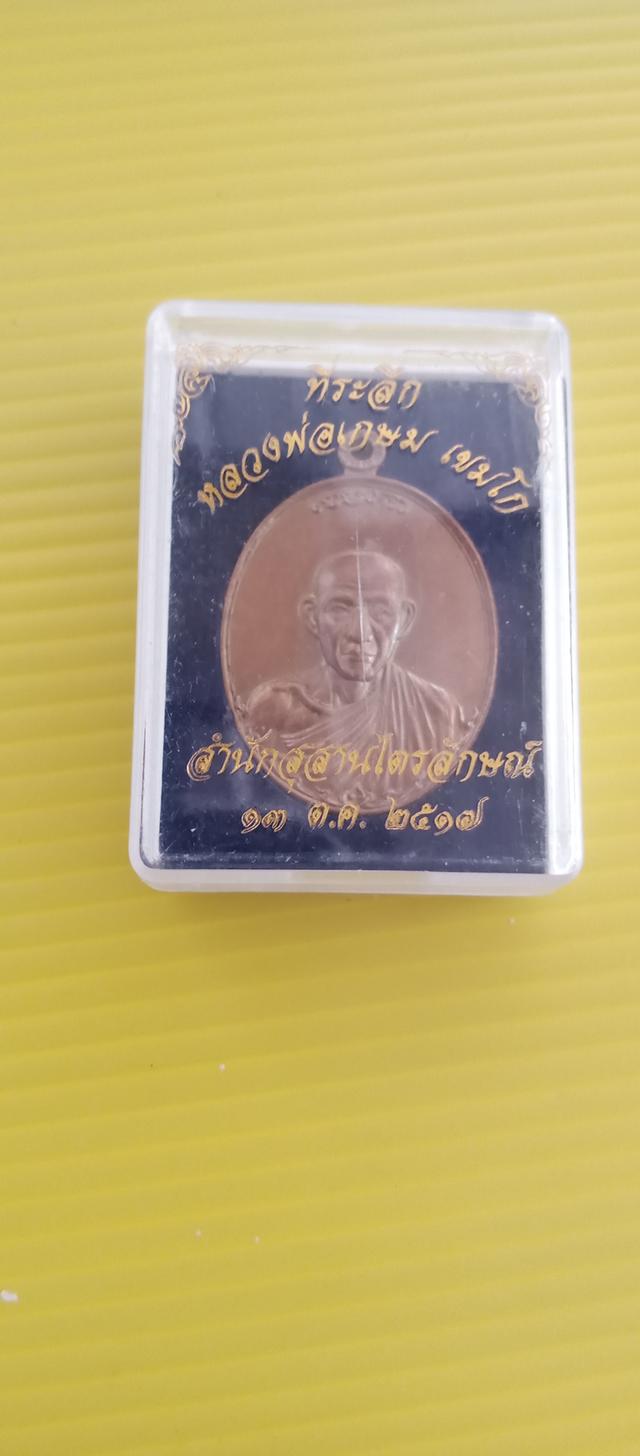 ที่ระลึก
หลวงพ่อเกษม เขมโก
สำนักสุสานไตรลักษณ์
๑๓ ต.ค. ๒๕๑๗